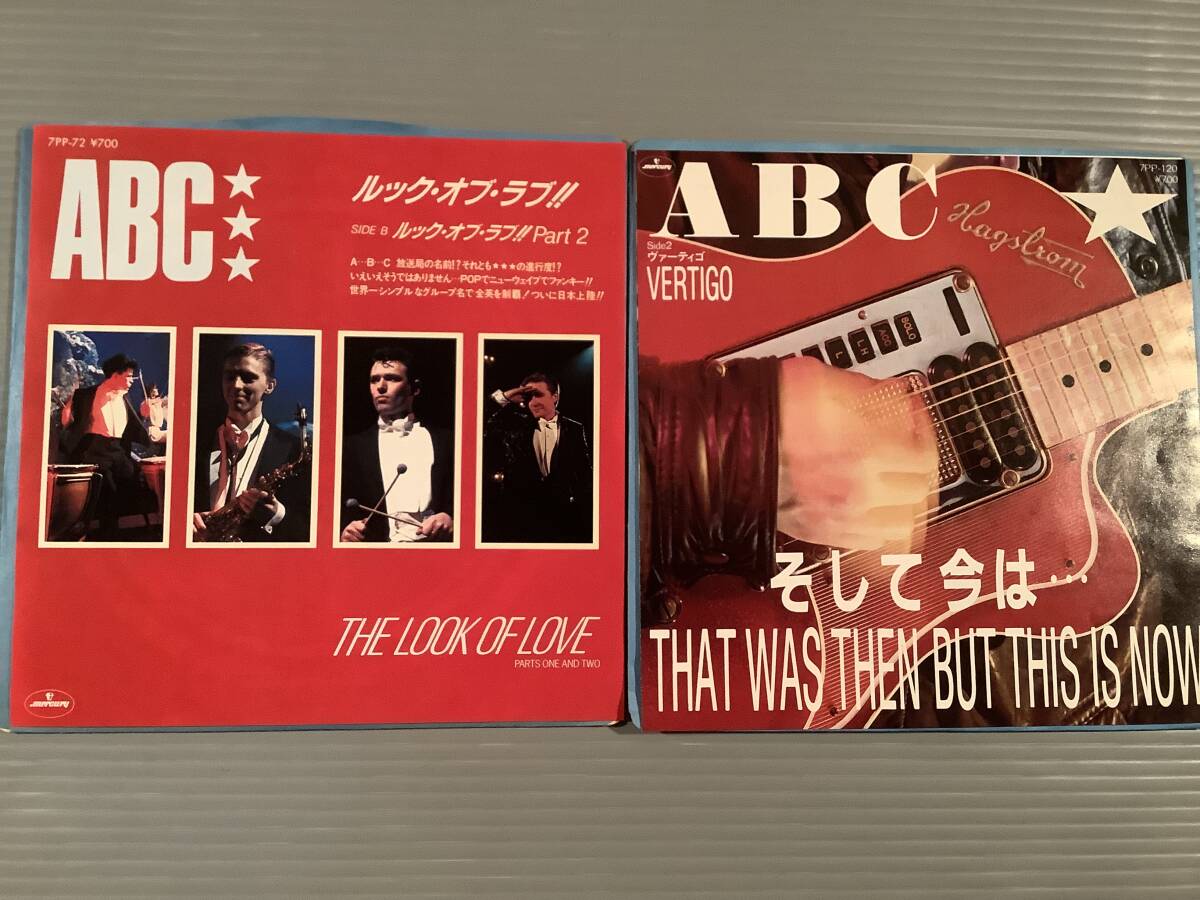 7PP-72 ¥700
ABC
ルック・オブ・ラブ!!
SIDE B ルック・オブ・ラブ!! Part 2
A…B…C 放送局の名前!?それとも★★★の進行度!?
いえいえそうではありません…POPでニューウェイブでファンキー!!
世界一シンプルなグループ名で全英を制覇!ついに日本上陸!!
THE LOOK OF LOVE
PARTS ONE AND TWO
mercury
mercury
ABC
7PP-120
¥700
Side2
ヴァーティゴ
VERTIGO
Hagstrom
L
LH
ACC
SOLO
そして今は…
THAT WAS THEN BUT THIS IS NOW